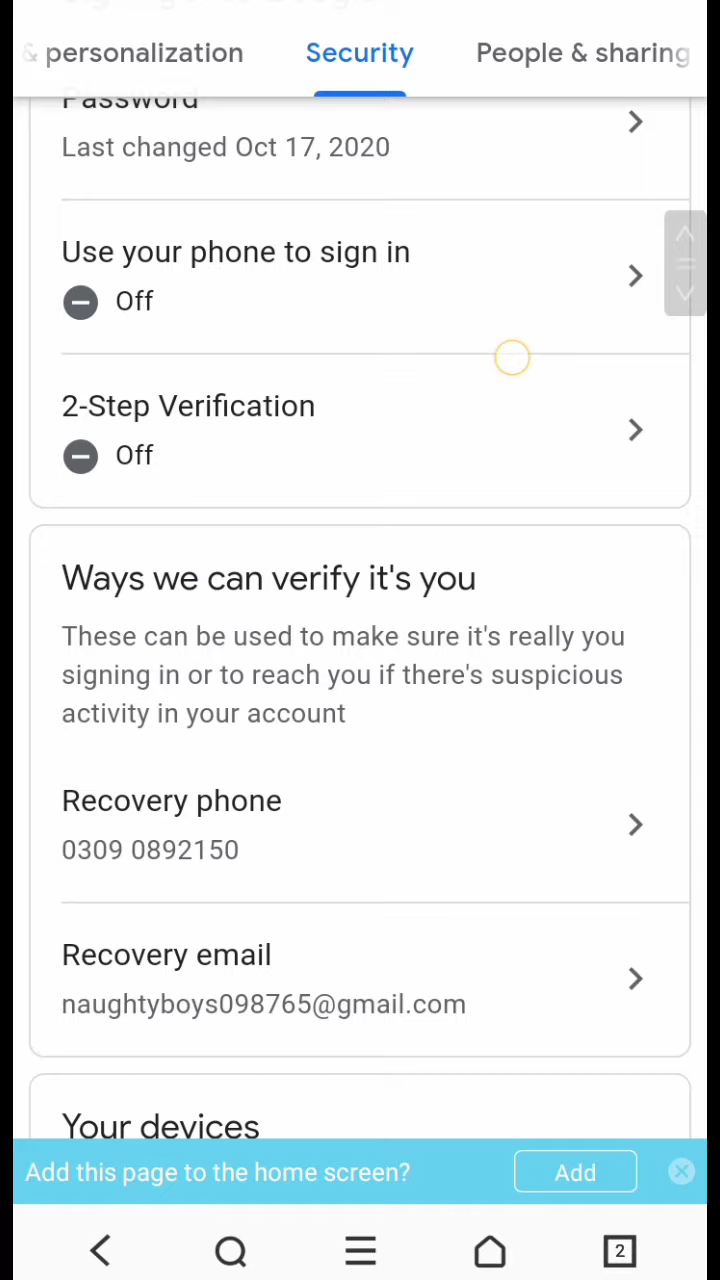 & personalization
Security
People & sharing
Password
Last changed Oct 17, 2020
Use your phone to sign in
Off
2-Step Verification
Off
Ways we can verify it's you
These can be used to make sure it's really you
signing in or to reach you if there's suspicious
activity in your account
Recovery phone
0309 0892150
Recovery email
naughtyboys098765@gmail.com
Your devices
Add this page to the home screen?
Add
2